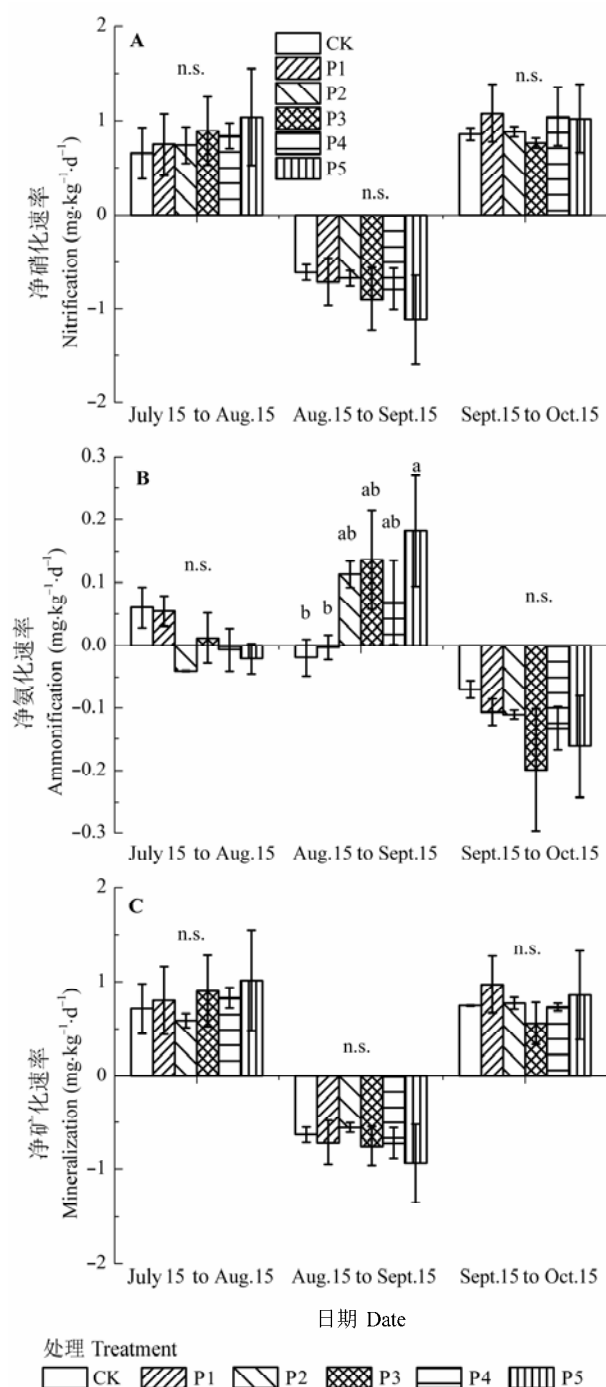 A
n.s.
CK
P1
P2
P3
P4
P5
n.s.
n.s.
2
1
0
−1
−2
净硝化速率
Nitrification (mg·kg⁻¹·d⁻¹)
July 15 to Aug.15
Aug.15 to Sept.15
Sept.15 to Oct.15
B
n.s.
b
b
ab
ab
ab
a
n.s.
0.3
0.2
0.1
0.0
−0.1
−0.2
−0.3
净氨化速率
Ammonification (mg·kg⁻¹·d⁻¹)
July 15 to Aug.15
Aug.15 to Sept.15
Sept.15 to Oct.15
C
n.s.
n.s.
n.s.
2
1
0
−1
−2
净矿化速率
Mineralization (mg·kg⁻¹·d⁻¹)
July 15 to Aug.15
Aug.15 to Sept.15
Sept.15 to Oct.15
日期 Date
处理 Treatment
CK P1 P2 P3 P4 P5